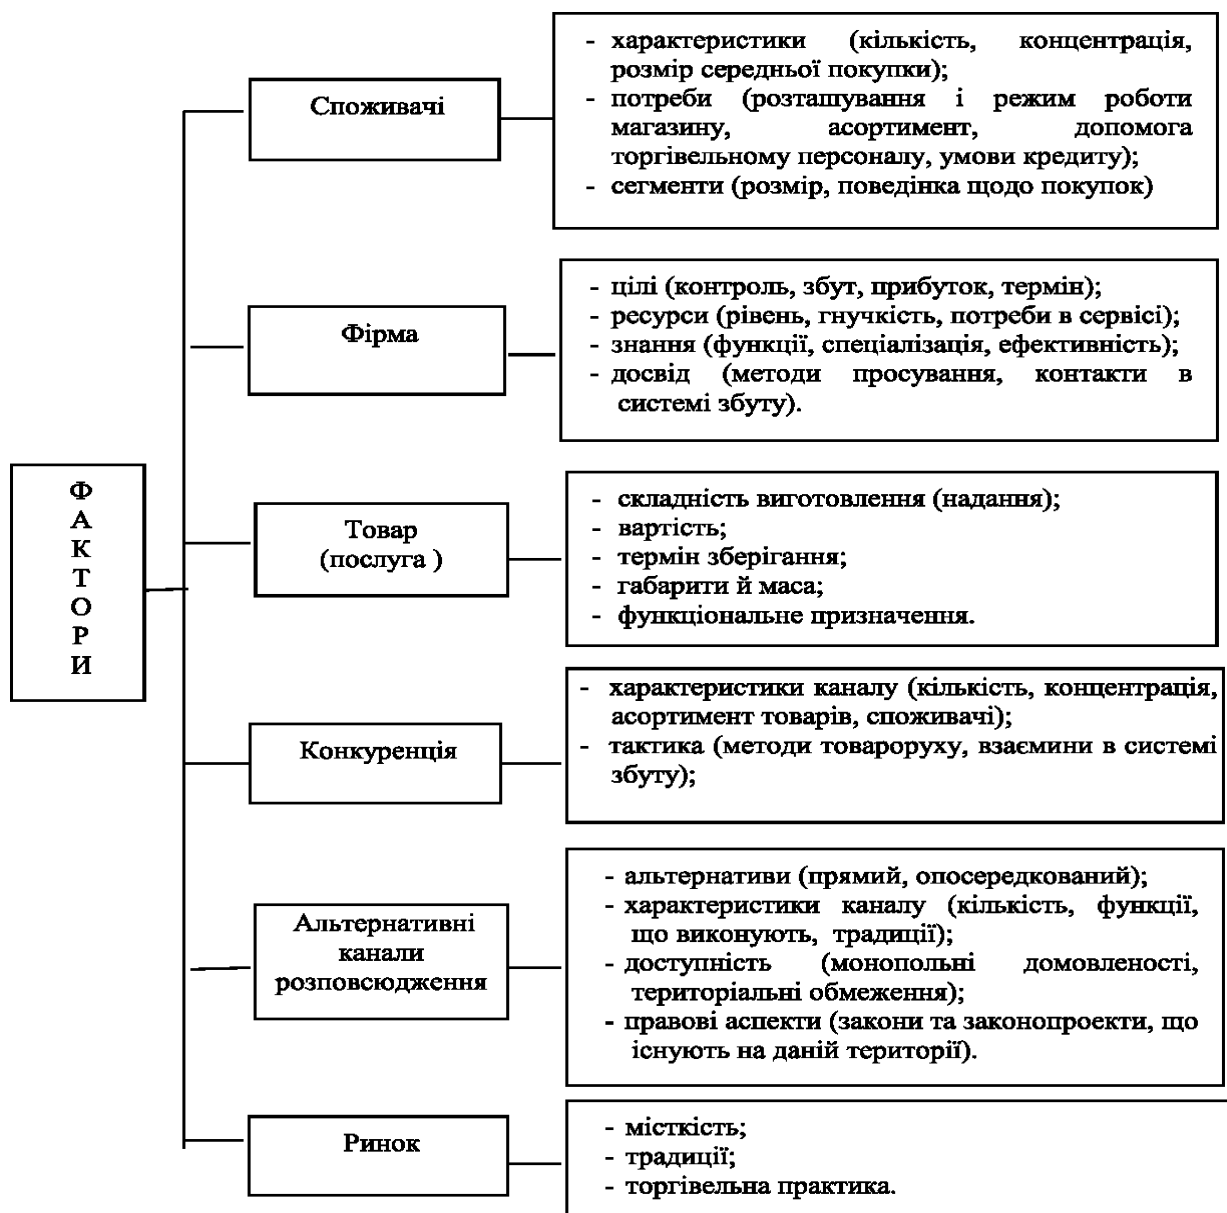 ФАКТОРИ
Споживачі
- характеристики (кількість, концентрація,
розмір середньої покупки);
- потреби (розташування і режим роботи
магазину, асортимент, допомога
торгівельному персоналу, умови кредиту);
- сегменти (розмір, поведінка щодо покупок)
Фірма
- цілі (контроль, збут, прибуток, термін);
- ресурси (рівень, гнучкість, потреби в сервісі);
- знання (функції, спеціалізація, ефективність);
- досвід (методи просування, контакти в
системі збуту).
Товар
(послуга )
- складність виготовлення (надання);
- вартість;
- термін зберігання;
- габарити й маса;
- функціональне призначення.
Конкуренція
- характеристики каналу (кількість, концентрація,
асортимент товарів, споживачі);
- тактика (методи товароруху, взаємини в системі
збуту);
Альтернативні
канали
розповсюдження
- альтернативи (прямий, опосередкований);
- характеристики каналу (кількість, функції,
що виконують, традиції);
- доступність (монопольні домовленості,
територіальні обмеження);
- правові аспекти (закони та законопроекти, що
існують на даній території).
Ринок
- місткість;
- традиції;
- торгівельна практика.